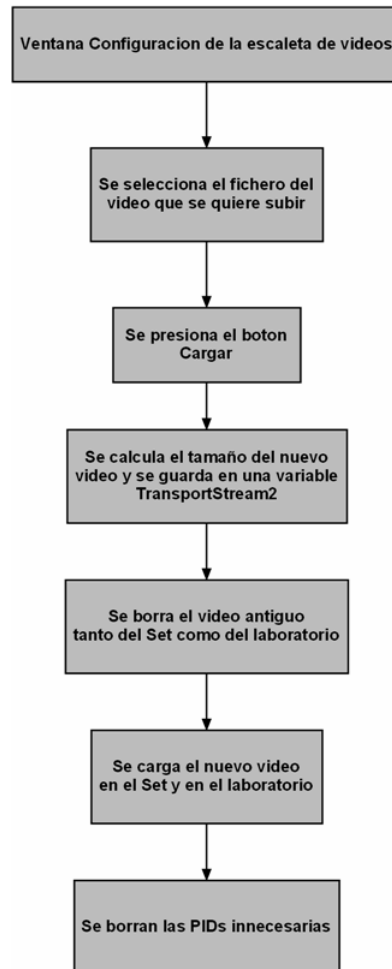 Ventana Configuracion de la escaleta de videos
Se selecciona el fichero del
video que se quiere subir
Se presiona el boton
Cargar
Se calcula el tamaño del nuevo
video y se guarda en una variable
TransportStream2
Se borra el video antiguo
tanto del Set como del laboratorio
Se carga el nuevo video
en el Set y en el laboratorio
Se borran las PIDs innecesarias